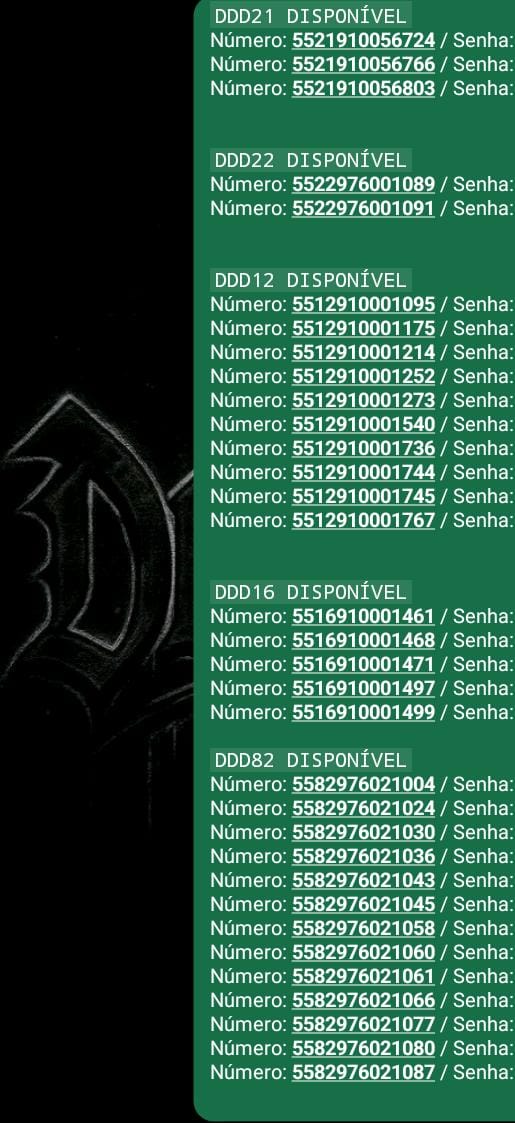 DDD21 DISPONÍVEL
Número: 5521910056724 / Senha:
Número: 5521910056766 / Senha:
Número: 5521910056803 / Senha:
DDD22 DISPONÍVEL
Número: 5522976001089 / Senha:
Número: 5522976001091 / Senha:
DDD12 DISPONÍVEL
Número: 5512910001095 / Senha:
Número: 5512910001175 / Senha:
Número: 5512910001214 / Senha:
Número: 5512910001252 / Senha:
Número: 5512910001273 / Senha:
Número: 5512910001540 / Senha:
Número: 5512910001736 / Senha:
Número: 5512910001744 / Senha:
Número: 5512910001745 / Senha:
Número: 5512910001767 / Senha:
DDD16 DISPONÍVEL
Número: 5516910001461 / Senha:
Número: 5516910001468 / Senha:
Número: 5516910001471 / Senha:
Número: 5516910001497 / Senha:
Número: 5516910001499 / Senha:
DDD82 DISPONÍVEL
Número: 5582976021004 / Senha:
Número: 5582976021024 / Senha:
Número: 5582976021030 / Senha:
Número: 5582976021036 / Senha:
Número: 5582976021043 / Senha:
Número: 5582976021045 / Senha:
Número: 5582976021058 / Senha:
Número: 5582976021060 / Senha:
Número: 5582976021061 / Senha:
Número: 5582976021066 / Senha:
Número: 5582976021077 / Senha:
Número: 5582976021080 / Senha:
Número: 5582976021087 / Senha: